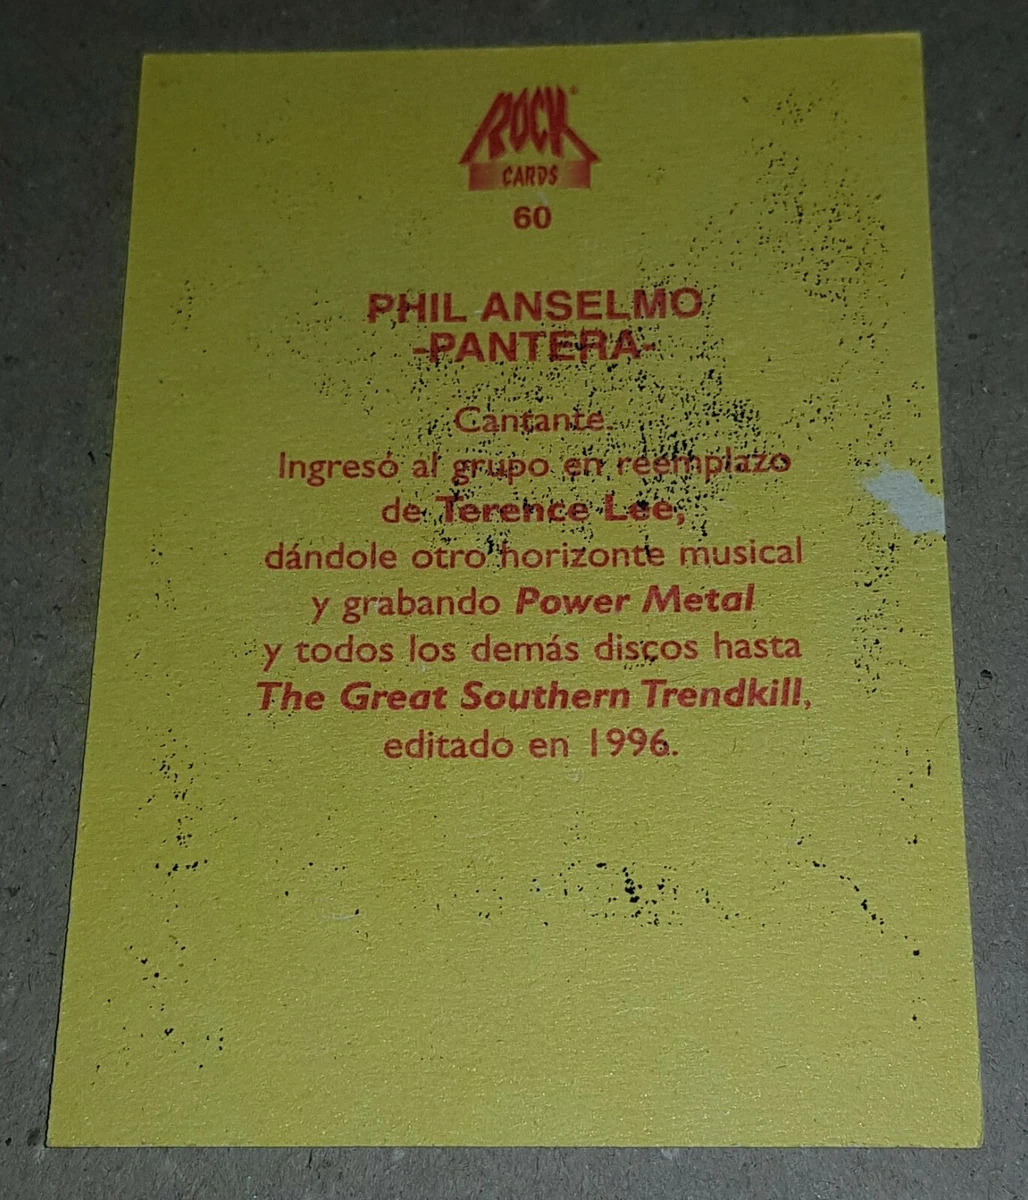 ROCK®
CARDS
60
PHIL ANSELMO
-PANTERA-
Cantante.
Ingresó al grupo en reemplazo
de Terence Lee,
dándole otro horizonte musical
y grabando Power Metal
y todos los demás discos hasta
The Great Southern Trendkill,
editado en 1996.